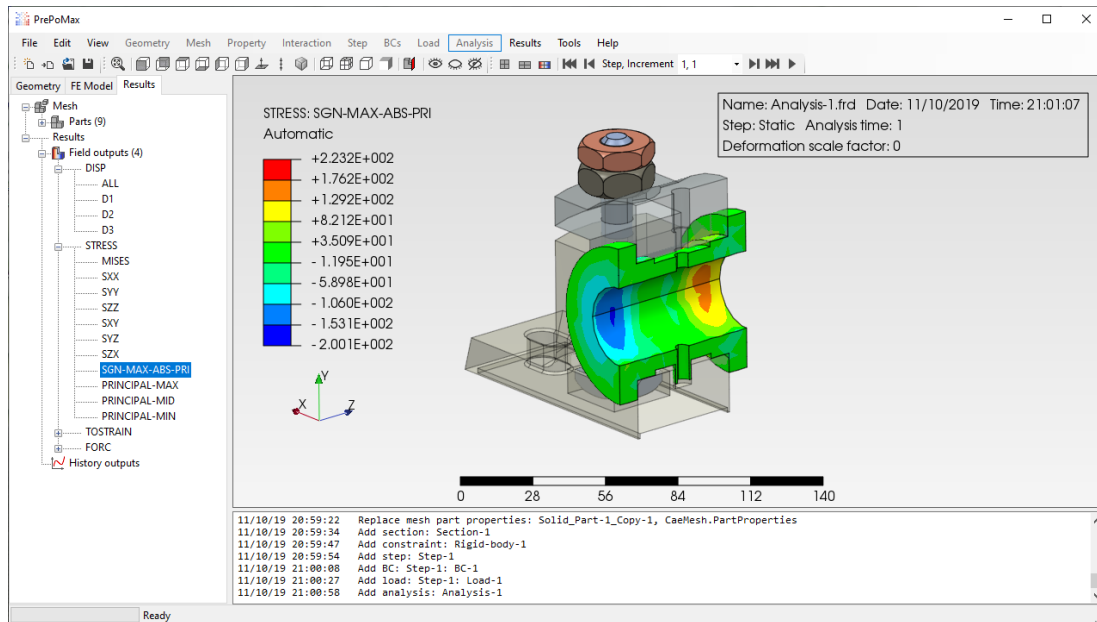 PrePoMax
File Edit View Geometry Mesh Property Interaction Step BCs Load Analysis Results Tools Help
Step, Increment 1, 1
Geometry FE Model Results
Mesh
Parts (9)
Results
Field outputs (4)
DISP
ALL
D1
D2
D3
STRESS
MISES
SXX
SYY
SZZ
SXY
SYZ
SZX
SGN-MAX-ABS-PRI
PRINCIPAL-MAX
PRINCIPAL-MID
PRINCIPAL-MIN
TOSTRAIN
FORC
History outputs
STRESS: SGN-MAX-ABS-PRI
Automatic
+2.232E+002
+1.762E+002
+1.292E+002
+8.212E+001
+3.509E+001
-1.195E+001
-5.898E+001
-1.060E+002
-1.531E+002
-2.001E+002
Name: Analysis-1.frd Date: 11/10/2019 Time: 21:01:07
Step: Static Analysis time: 1
Deformation scale factor: 0
Y
X
Z
0 28 56 84 112 140
11/10/19 20:59:22 Replace mesh part properties: Solid_Part-1_Copy-1, CaeMesh.PartProperties
11/10/19 20:59:34 Add section: Section-1
11/10/19 20:59:47 Add constraint: Rigid-body-1
11/10/19 20:59:54 Add step: Step-1
11/10/19 21:00:08 Add BC: Step-1: BC-1
11/10/19 21:00:27 Add load: Step-1: Load-1
11/10/19 21:00:58 Add analysis: Analysis-1
Ready